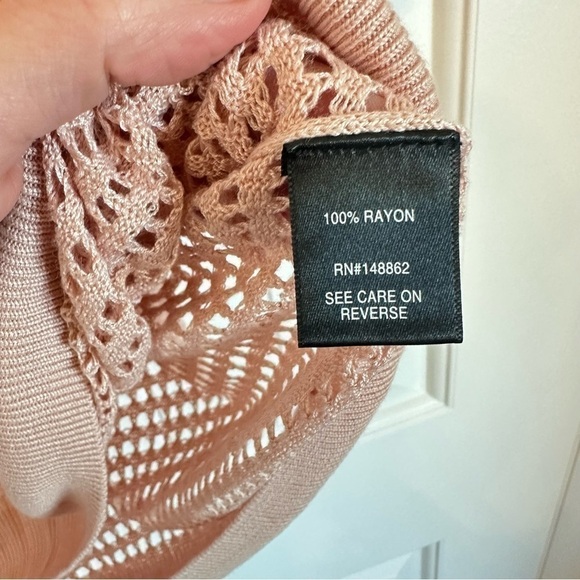 100% RAYON
RN#148862
SEE CARE ON
REVERSE